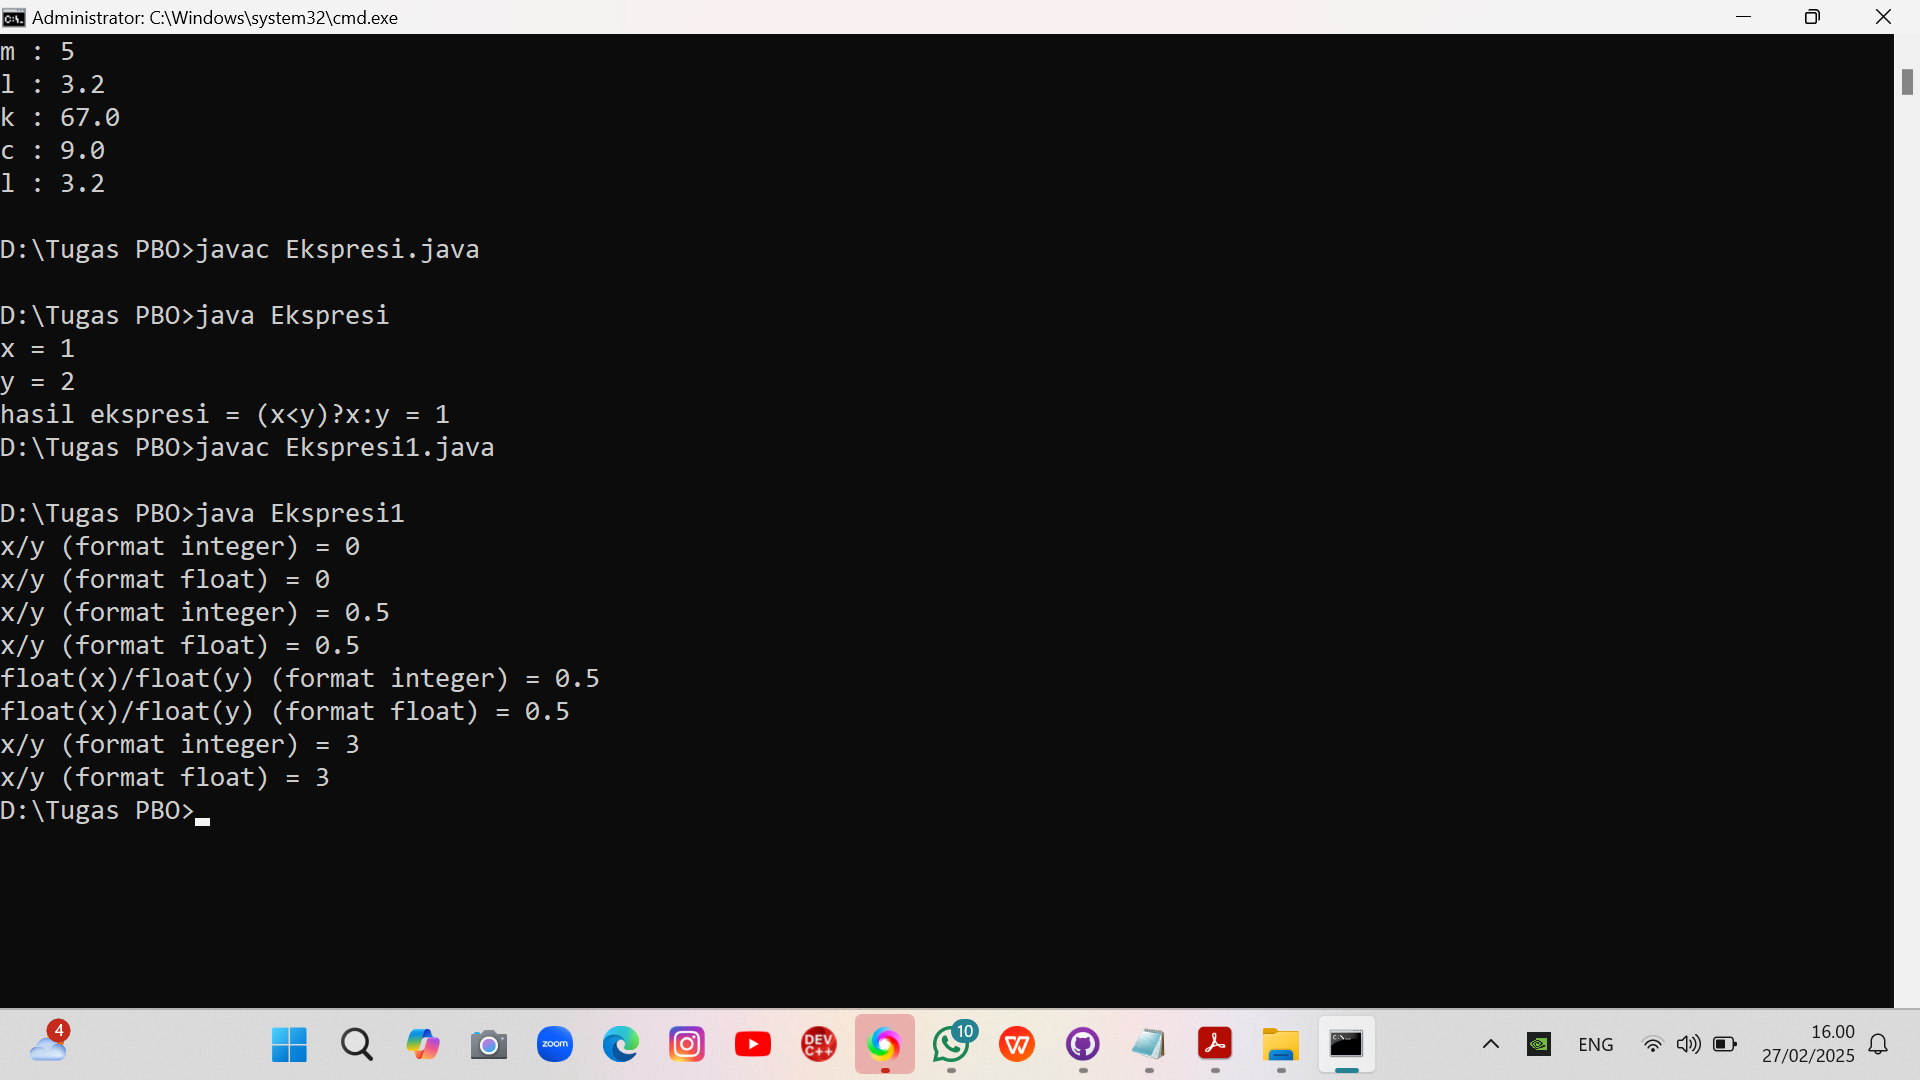 Administrator: C:\Windows\system32\cmd.exe
m : 5
l : 3.2
k : 67.0
c : 9.0
l : 3.2
D:\Tugas PBO>javac Ekspresi.java
D:\Tugas PBO>java Ekspresi
x = 1
y = 2
hasil ekspresi = (x<y)?x:y = 1
D:\Tugas PBO>javac Ekspresi1.java
D:\Tugas PBO>java Ekspresi1
x/y (format integer) = 0
x/y (format float) = 0
x/y (format integer) = 0.5
x/y (format float) = 0.5
float(x)/float(y) (format integer) = 0.5
float(x)/float(y) (format float) = 0.5
x/y (format integer) = 3
x/y (format float) = 3
D:\Tugas PBO>
4
zoom
DEV
C++
10
ENG
16.00
27/02/2025